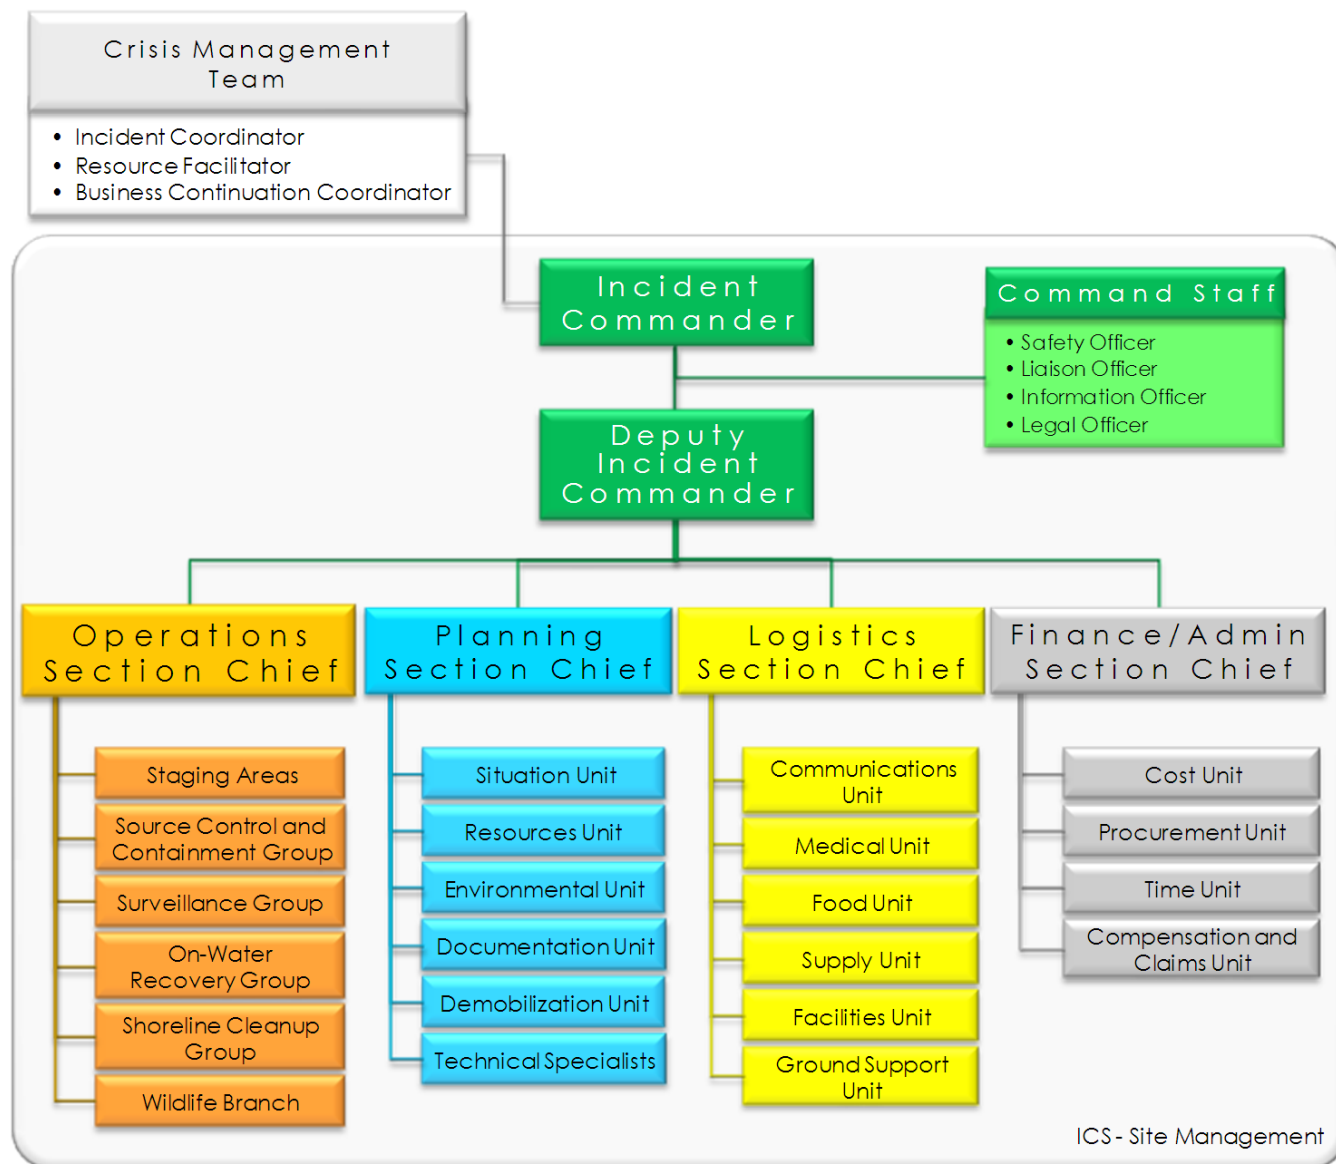 Crisis Management
Team
• Incident Coordinator
• Resource Facilitator
• Business Continuation Coordinator
Incident
Commander
Command Staff
• Safety Officer
• Liaison Officer
• Information Officer
• Legal Officer
Deputy
Incident
Commander
Operations
Section Chief
Staging Areas
Source Control and
Containment Group
Surveillance Group
On-Water
Recovery Group
Shoreline Cleanup
Group
Wildlife Branch
Planning
Section Chief
Situation Unit
Resources Unit
Environmental Unit
Documentation Unit
Demobilization Unit
Technical Specialists
Logistics
Section Chief
Communications
Unit
Medical Unit
Food Unit
Supply Unit
Facilities Unit
Ground Support
Unit
Finance/Admin
Section Chief
Cost Unit
Procurement Unit
Time Unit
Compensation and
Claims Unit
ICS - Site Management